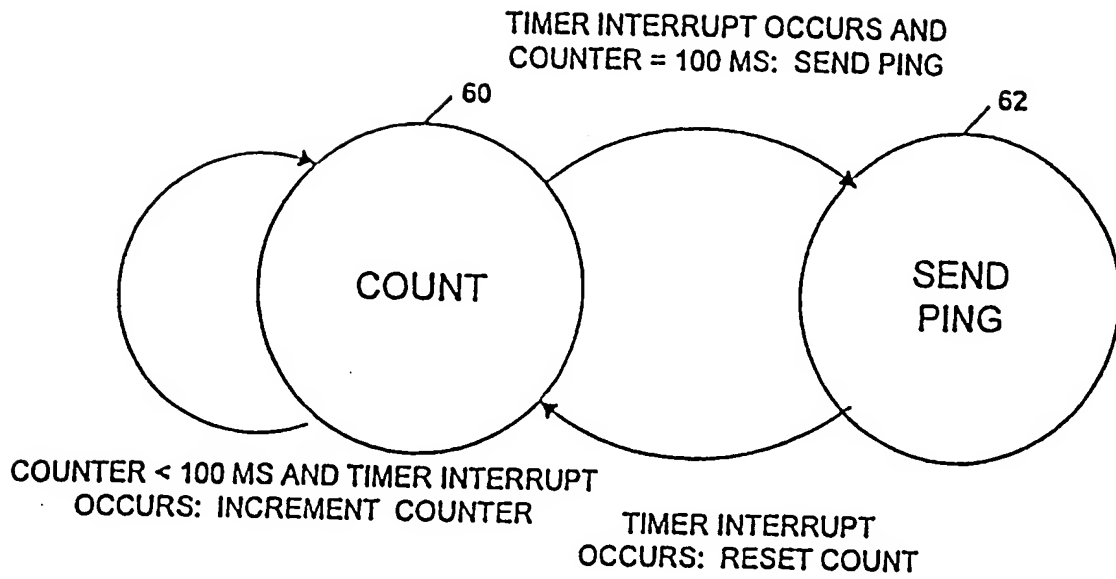 TIMER INTERRUPT OCCURS AND
COUNTER = 100 MS: SEND PING
60
62
COUNT
SEND
PING
COUNTER < 100 MS AND TIMER INTERRUPT
OCCURS: INCREMENT COUNTER
TIMER INTERRUPT
OCCURS: RESET COUNT